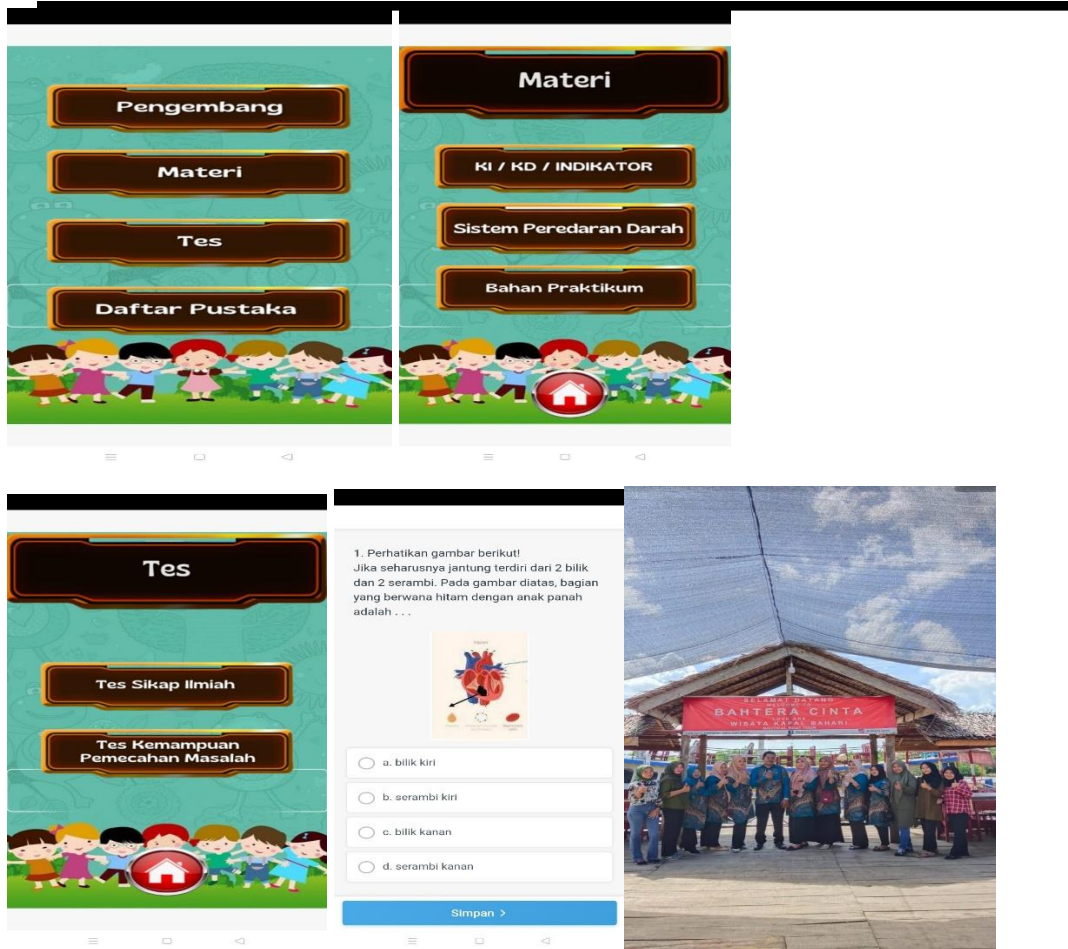 Pengembang
Materi
Tes
Daftar Pustaka
Materi
KI / KD / INDIKATOR
Sistem Peredaran Darah
Bahan Praktikum
Tes
Tes Sikap Ilmiah
Tes Kemampuan
Pemecahan Masalah
1. Perhatikan gambar berikut!
Jika seharusnya jantung terdiri dari 2 bilik
dan 2 serambi. Pada gambar diatas, bagian
yang berwana hitam dengan anak panah
adalah . . .
a. bilik kiri
b. serambi kiri
c. bilik kanan
d. serambi kanan
Simpan >
SELAMAT DATANG
BAHTERA CINTA
WISATA KAPAL BAHARI